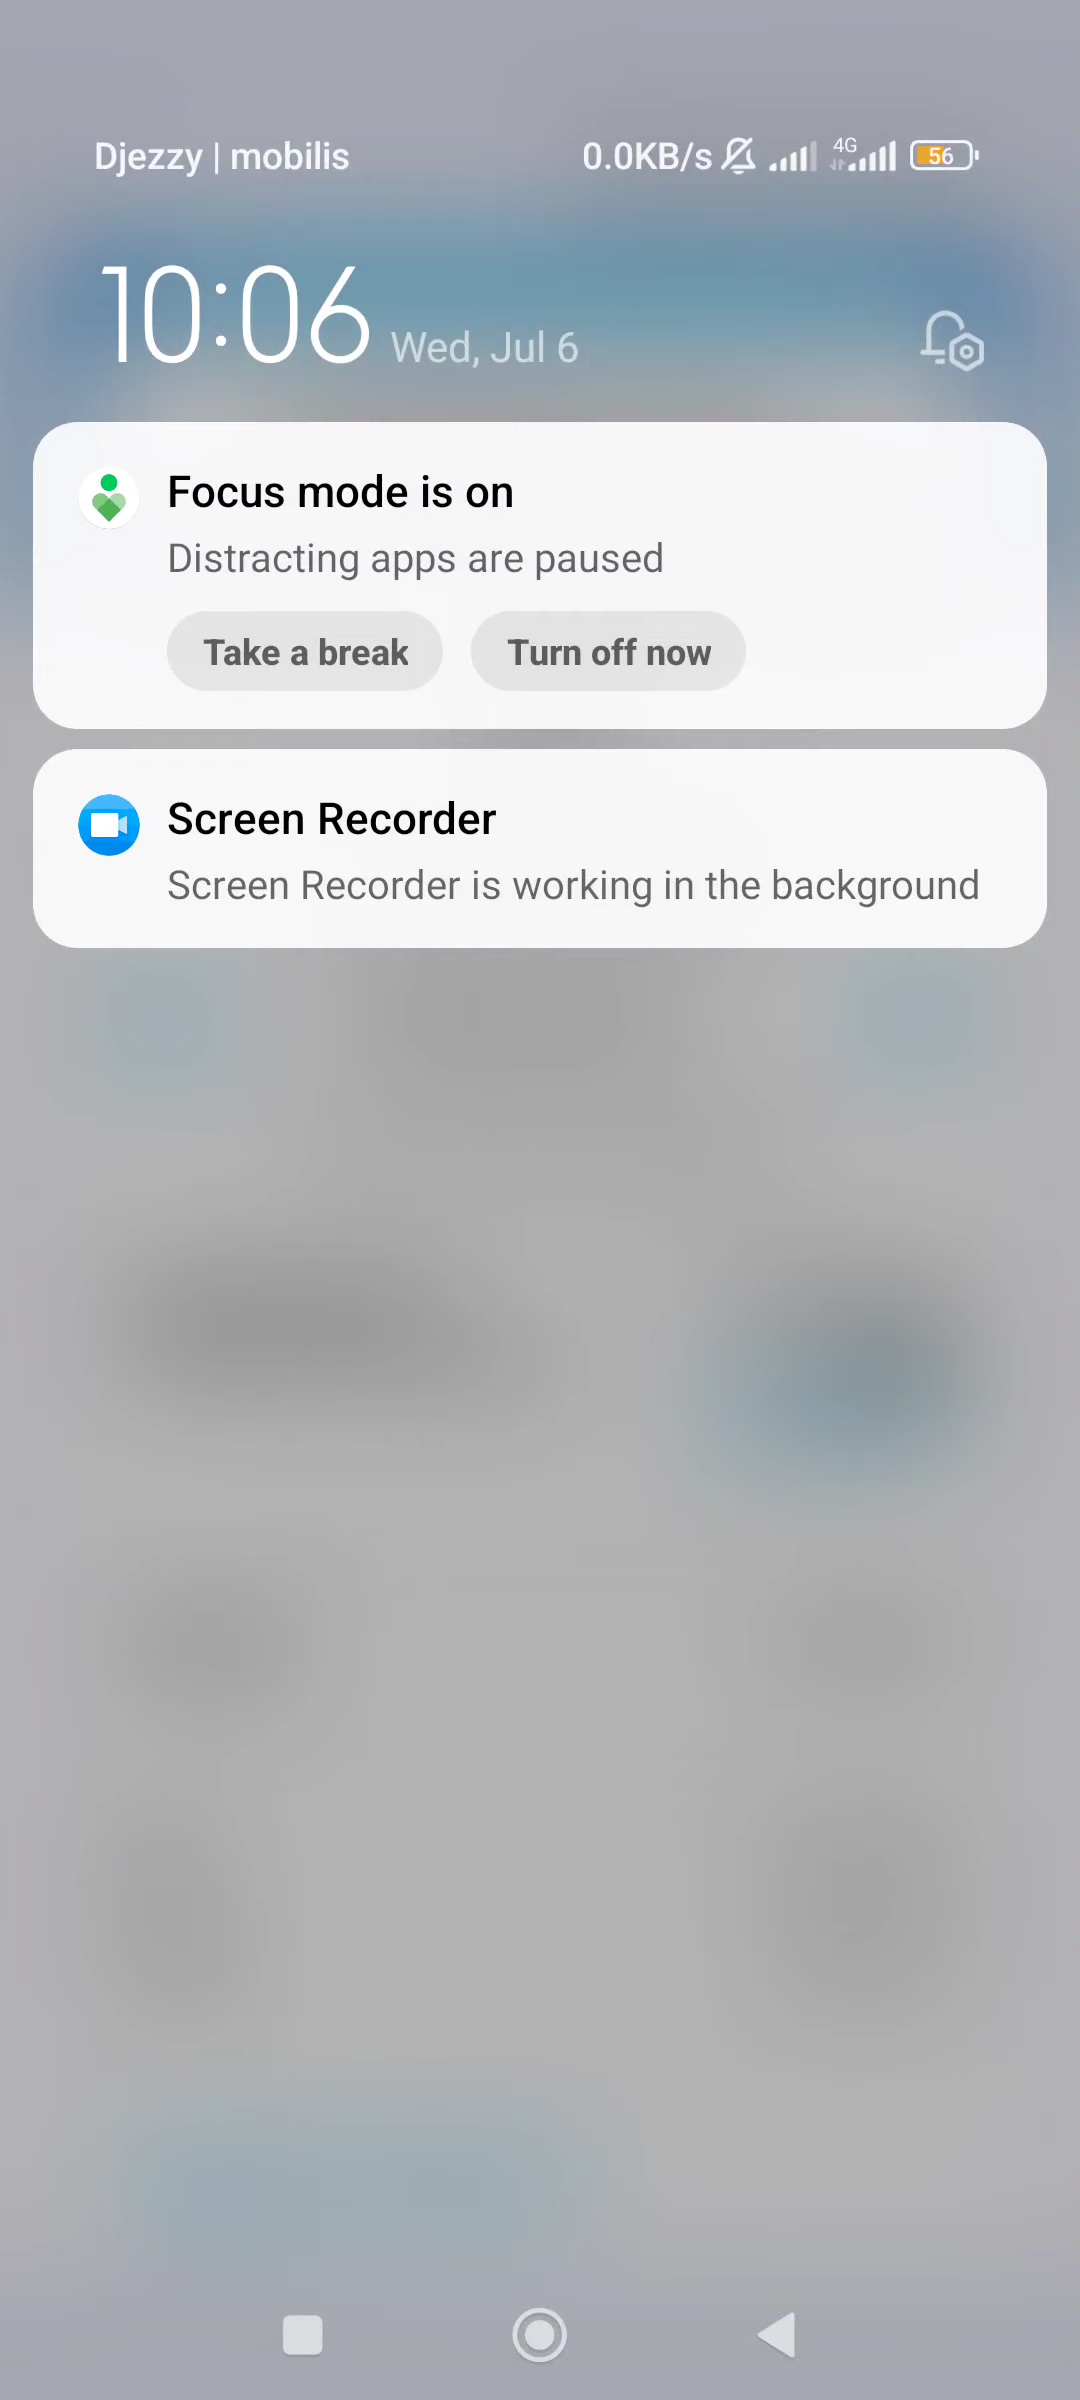 Djezzy | mobilis 0.0KB/s 4G 56
10:06 Wed, Jul 6
Focus mode is on
Distracting apps are paused
Take a break Turn off now
Screen Recorder
Screen Recorder is working in the background